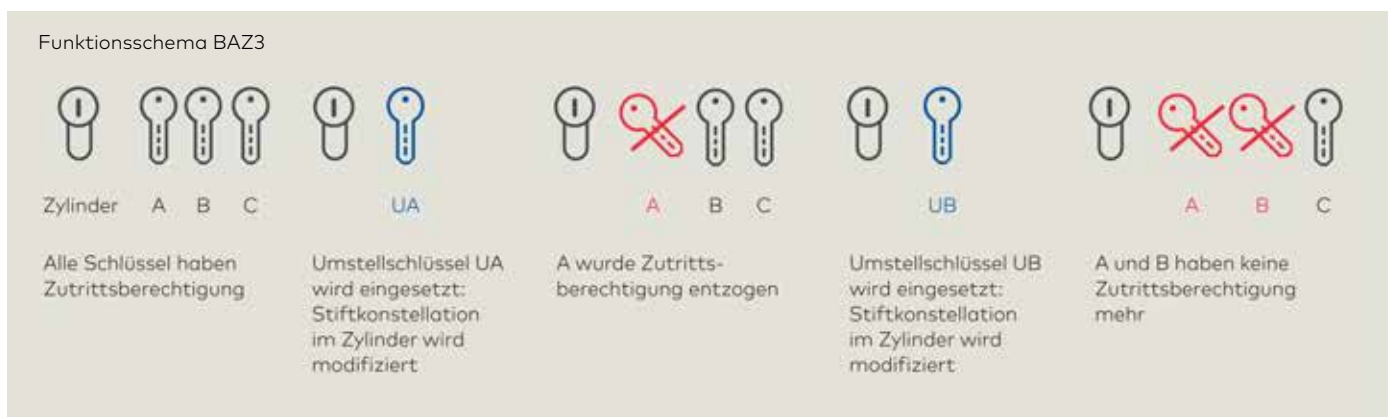 Funktionsschema BAZ3
Zylinder A B C
Alle Schlüssel haben
Zutrittsberechtigung
UA
Umstellschlüssel UA
wird eingesetzt:
Stiftkonstellation
im Zylinder wird
modifiziert
A B C
A wurde Zutritts-
berechtigung entzogen
UB
Umstellschlüssel UB
wird eingesetzt:
Stiftkonstellation
im Zylinder wird
modifiziert
A B C
A und B haben keine
Zutrittsberechtigung
mehr